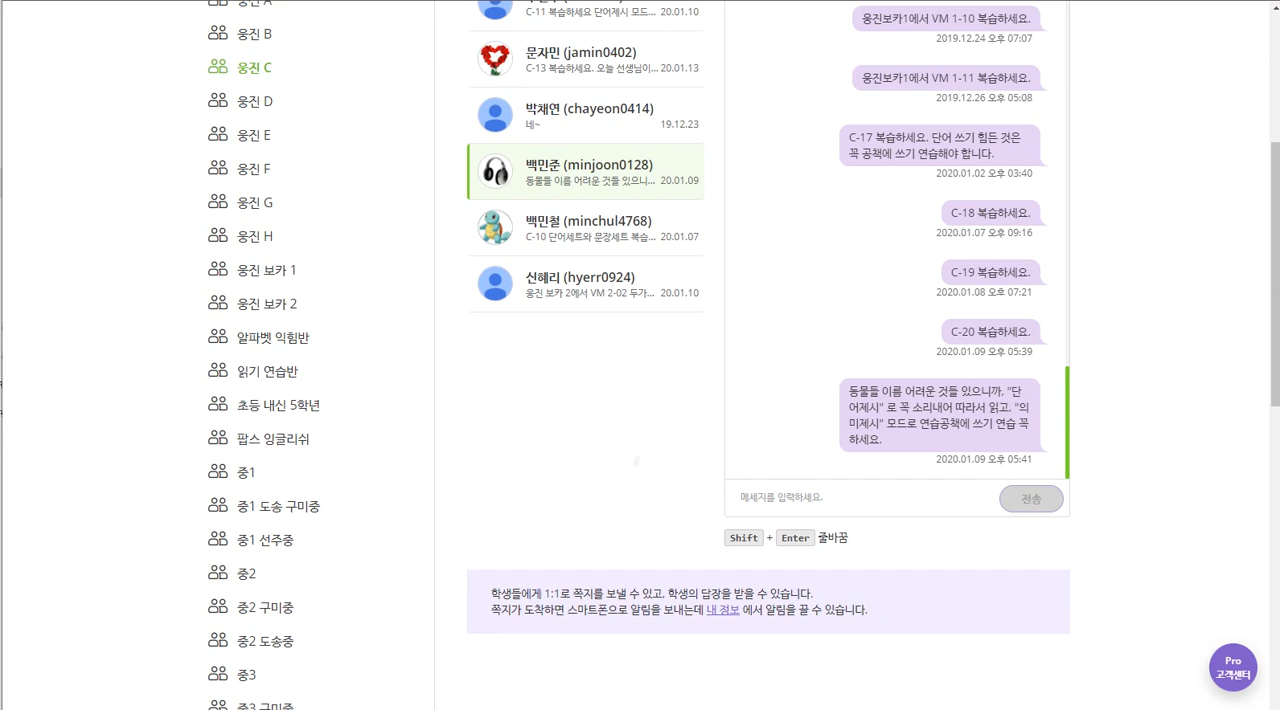 웅진 A
웅진 B
웅진 C
웅진 D
웅진 E
웅진 F
웅진 G
웅진 H
웅진 보카 1
웅진 보카 2
알파벳 익힘반
읽기 연습반
초등 내신 5학년
팝스 잉글리쉬
중1
중1 도송 구미중
중1 선주중
중2
중2 구미중
중2 도송중
중3
중3 구미중
C-11 복습하세요 단어제시 모드... 20.01.10
문자민 (jamin0402)
C-13 복습하세요. 오늘 선생님이... 20.01.13
박채연 (chayeon0414)
네~ 19.12.23
백민준 (minjoon0128)
동물들 이름 어려운 것들 있으니... 20.01.09
백민철 (minchul4768)
C-10 단어세트와 문장세트 복습... 20.01.07
신혜리 (hyerr0924)
웅진 보카 2에서 VM 2-02 두가... 20.01.10
웅진보카1에서 VM 1-10 복습하세요.
2019.12.24 오후 07:07
웅진보카1에서 VM 1-11 복습하세요.
2019.12.26 오후 05:08
C-17 복습하세요. 단어 쓰기 힘든 것은
꼭 공책에 쓰기 연습해야 합니다.
2020.01.02 오후 03:40
C-18 복습하세요.
2020.01.07 오후 09:16
C-19 복습하세요.
2020.01.08 오후 07:21
C-20 복습하세요.
2020.01.09 오후 05:39
동물들 이름 어려운 것들 있으니까, "단
어제시" 로 꼭 소리내어 따라서 읽고, "의
미제시" 모드로 연습공책에 쓰기 연습 꼭
하세요.
2020.01.09 오후 05:41
메세지를 입력하세요.
전송
Shift + Enter 줄바꿈
학생들에게 1:1로 쪽지를 보낼 수 있고, 학생의 답장을 받을 수 있습니다.
쪽지가 도착하면 스마트폰으로 알림을 보내는데 내 정보 에서 알림을 끌 수 있습니다.
Pro
고객센터